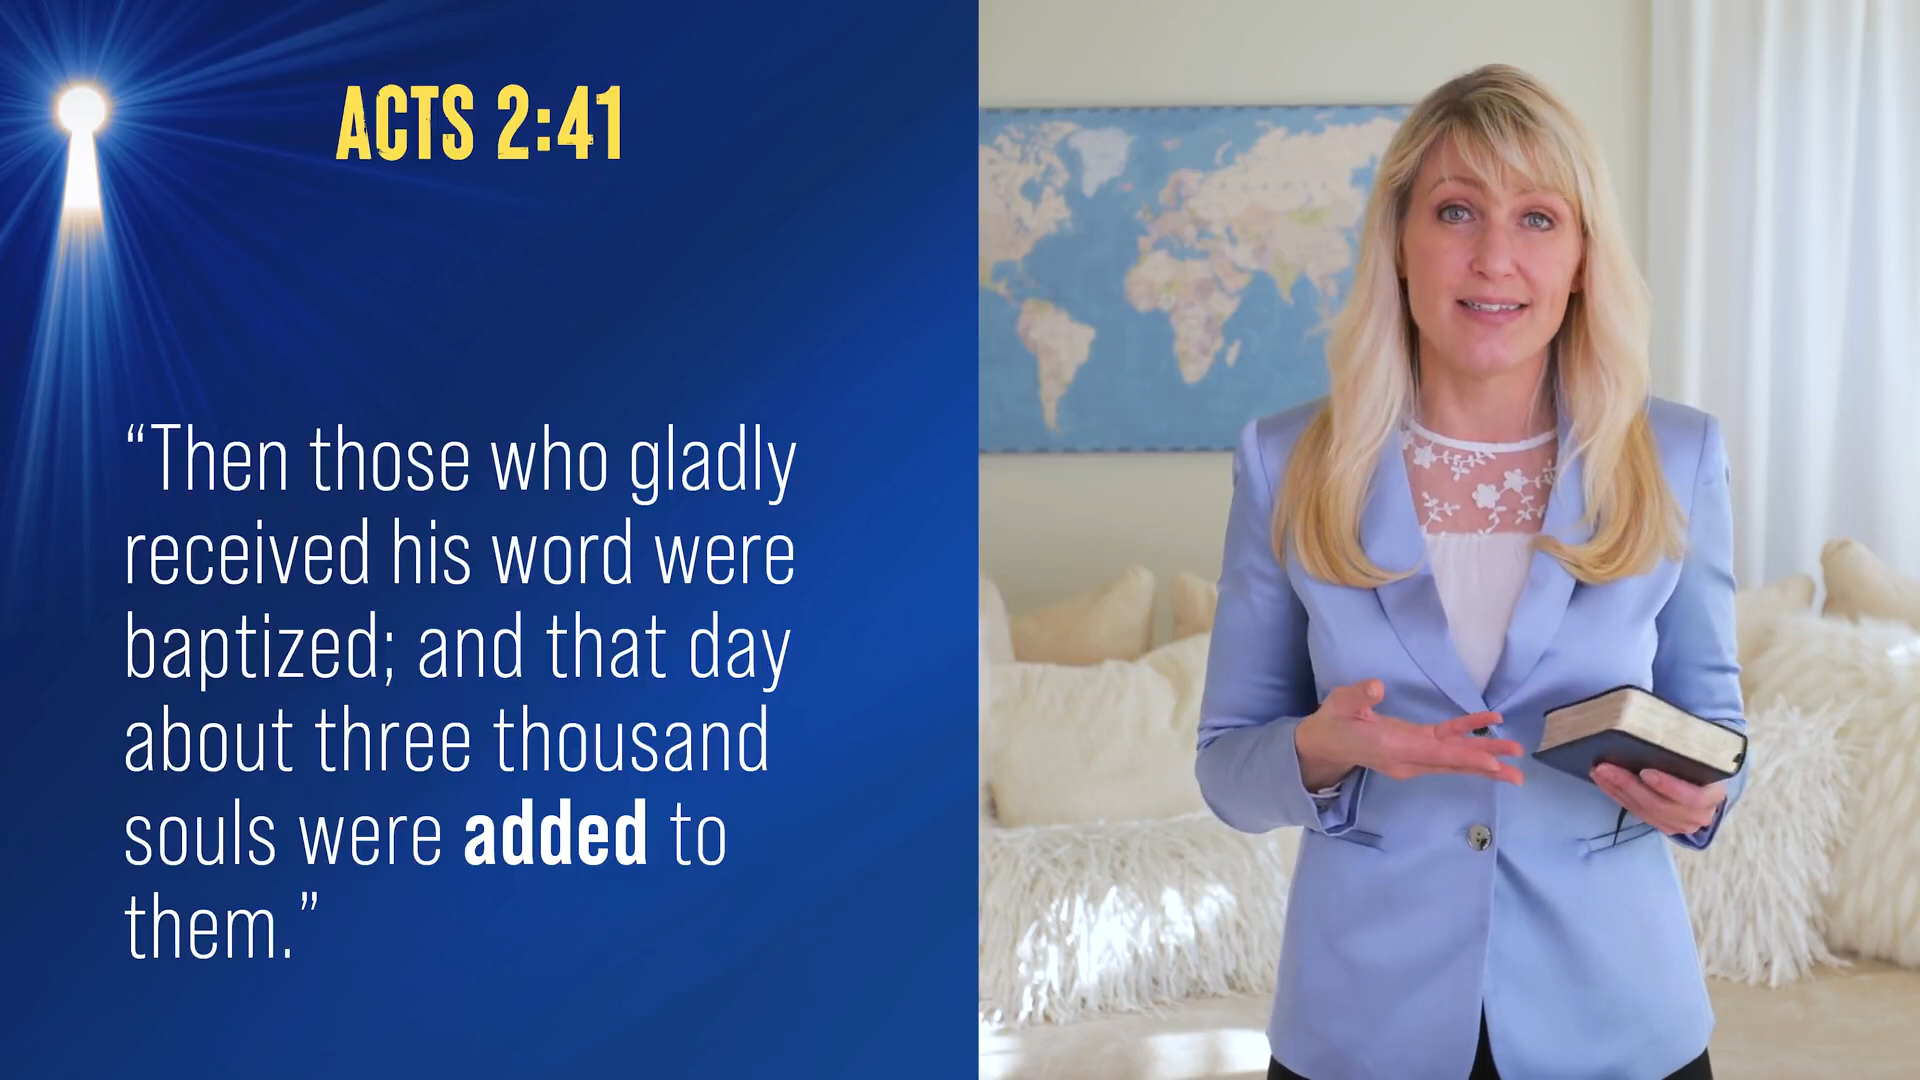 ACTS 2:41
“Then those who gladly
received his word were
baptized; and that day
about three thousand
souls were added to
them.”